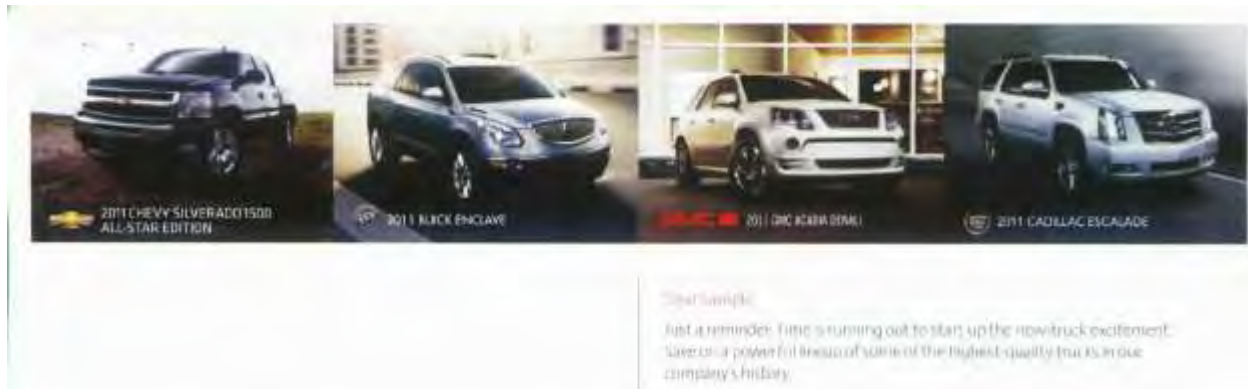 2011 CHEVY SILVERADO 1500
ALL-STAR EDITION
2011 BUICK ENCLAVE
GMC 2011 GMC ACADIA DENALI
2011 CADILLAC ESCALADE
Dear Sample,
Just a reminder. Time is running out to start up the new-truck excitement.
Save on a powerful lineup of some of the highest-quality trucks in our
company's history.